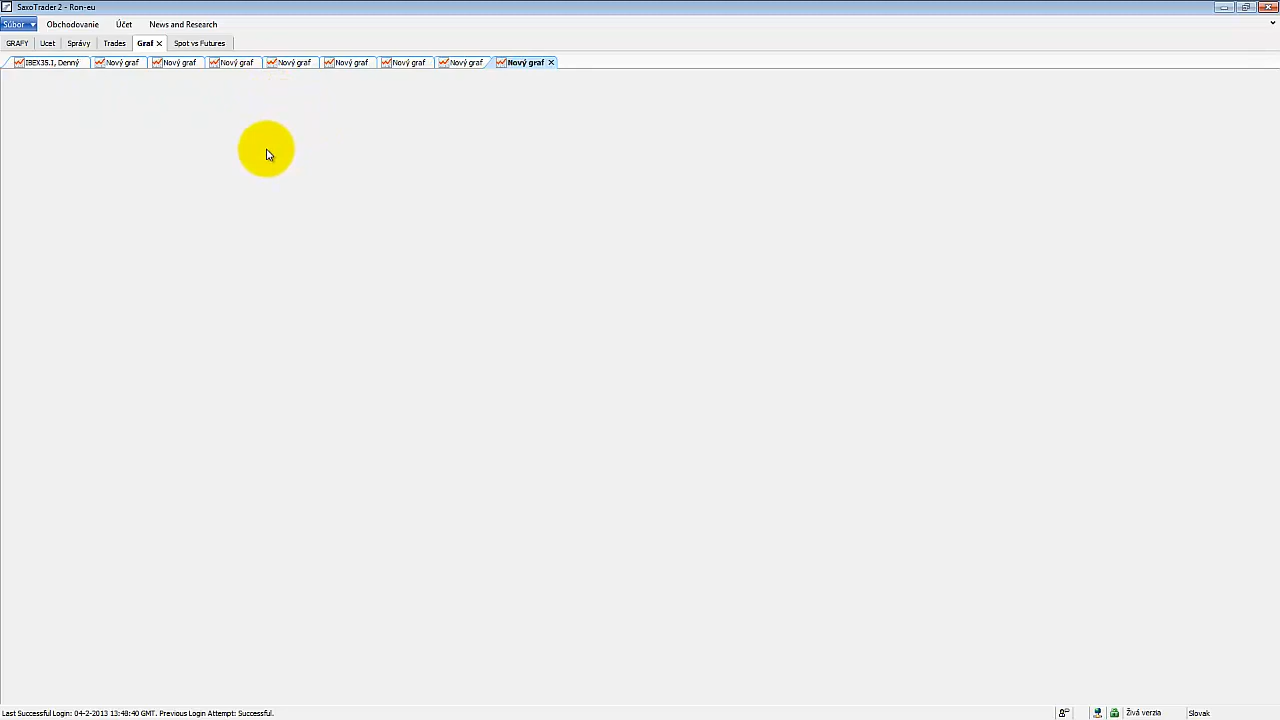 SaxoTrader 2 - Ron-eu
Súbor Obchodovanie Účet News and Research
GRAFY Ucet Správy Trades Graf Spot vs Futures
IBEX35.I, Denný Nový graf Nový graf Nový graf Nový graf Nový graf Nový graf Nový graf Nový graf
Last Successful Login: 04-2-2013 13:48:40 GMT. Previous Login Attempt: Successful. Živá verzia Slovak